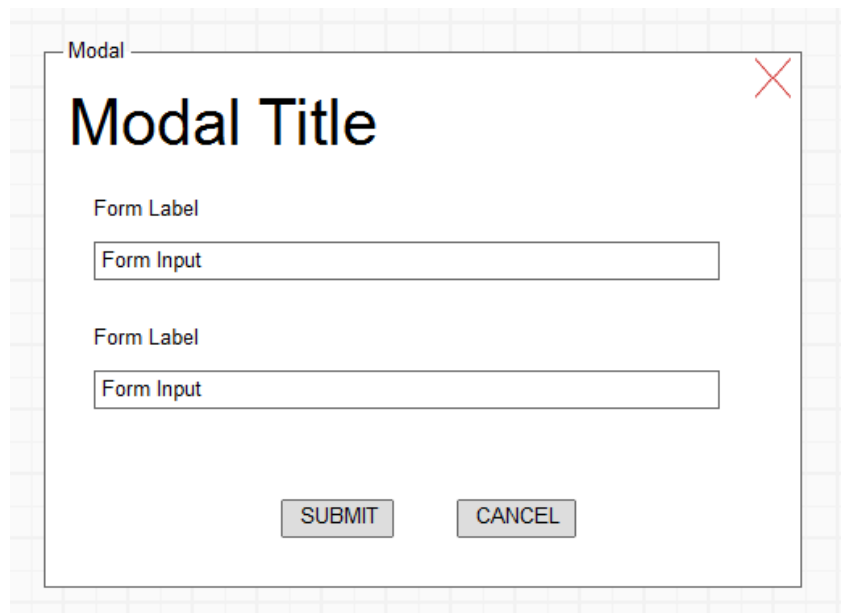 Modal
Modal Title
Form Label
Form Input
Form Label
Form Input
SUBMIT CANCEL